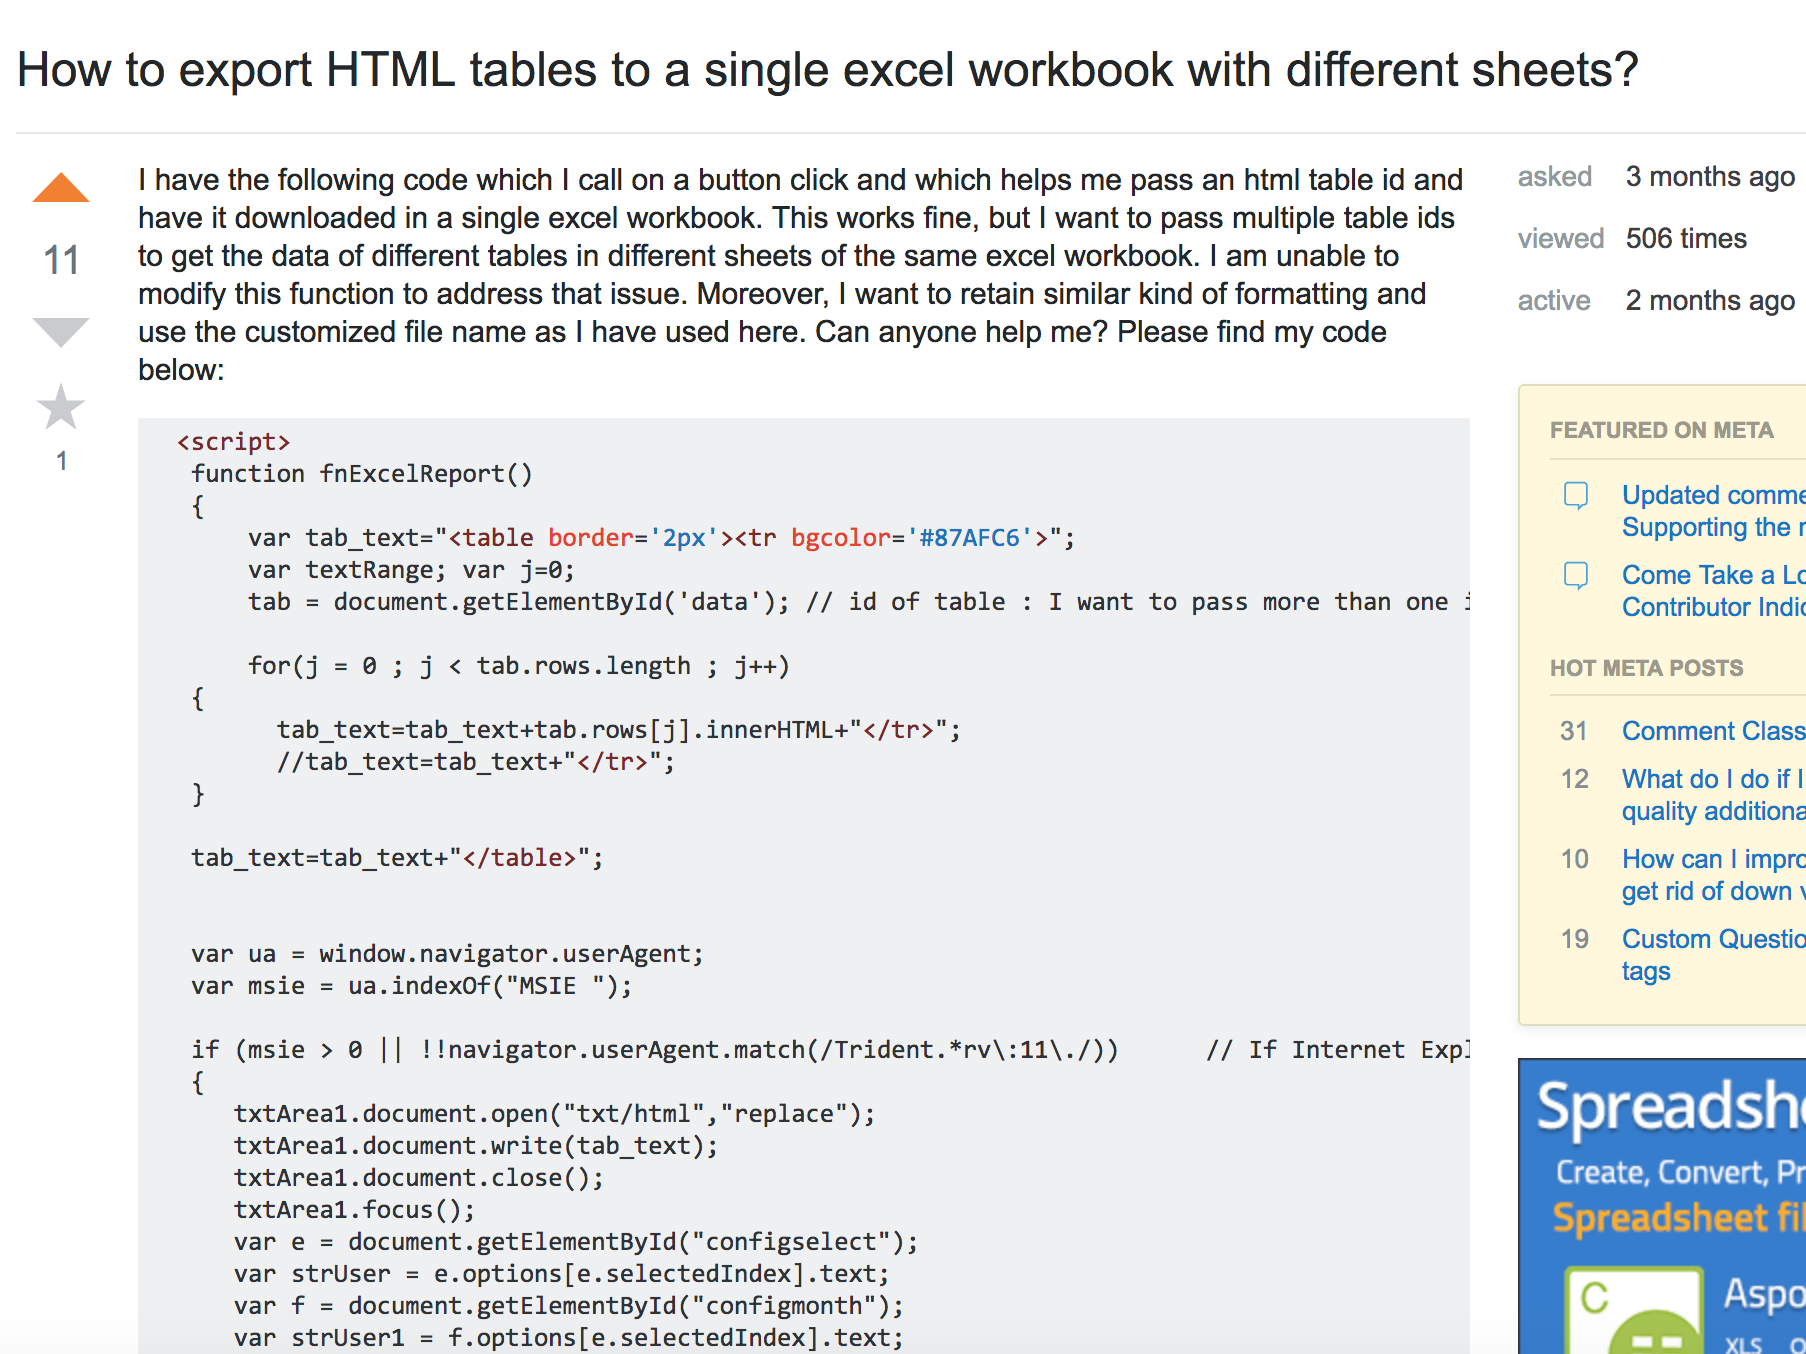 How to export HTML tables to a single excel workbook with different sheets?
11
1
I have the following code which I call on a button click and which helps me pass an html table id and
have it downloaded in a single excel workbook. This works fine, but I want to pass multiple table ids
to get the data of different tables in different sheets of the same excel workbook. I am unable to
modify this function to address that issue. Moreover, I want to retain similar kind of formatting and
use the customized file name as I have used here. Can anyone help me? Please find my code
below:
<script>
function fnExcelReport()
{
var tab_text="<table border='2px'><tr bgcolor='#87AFC6'>";
var textRange; var j=0;
tab = document.getElementById('data'); // id of table : I want to pass more than one
for(j = 0 ; j < tab.rows.length ; j++)
{
tab_text=tab_text+tab.rows[j].innerHTML+"</tr>";
//tab_text=tab_text+"</tr>";
}
tab_text=tab_text+"</table>";
var ua = window.navigator.userAgent;
var msie = ua.indexOf("MSIE ");
if (msie > 0 || !!navigator.userAgent.match(/Trident.*rv\:11\./)) // If Internet Expl
{
txtArea1.document.open("txt/html","replace");
txtArea1.document.write(tab_text);
txtArea1.document.close();
txtArea1.focus();
var e = document.getElementById("configselect");
var strUser = e.options[e.selectedIndex].text;
var f = document.getElementById("configmonth");
var strUser1 = f.options[e.selectedIndex].text;
asked 3 months ago
viewed 506 times
active 2 months ago
FEATURED ON META
Updated comme
Supporting the
Come Take a Lo
Contributor Indic
HOT META POSTS
31 Comment Class
12 What do I do if I
quality additiona
10 How can I impro
get rid of down
19 Custom Questio
tags
Spreadshe
Create, Convert, Pr
Spreadsheet fil
C
Aspo
XLS